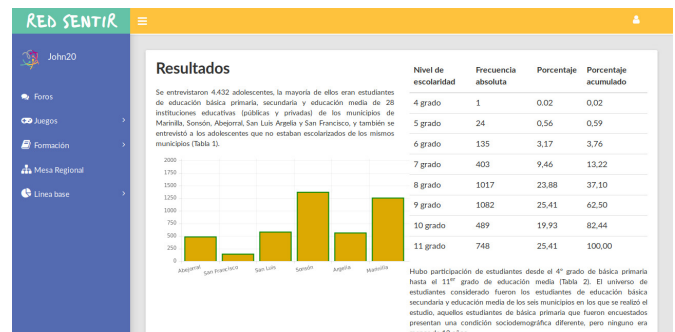 RED SENTIR
John20
Foros
Juegos
Formación
Mesa Regional
Línea base
Resultados
Se entrevistaron 4.432 adolescentes, la mayoría de ellos eran estudiantes
de educación básica primaria, secundaria y educación media de 28
instituciones educativas (públicas y privadas) de los municipios de
Marinilla, Sonsón, Abejorral, San Luis Argelia y San Francisco, y también se
entrevistó a los adolescentes que no estaban escolarizados de los mismos
municipios (Tabla 1).
2000
1750
1500
1250
1000
750
500
250
0
Abejorral San Francisco San Luis Sonsón Argelia Marinilla
Nivel de escolaridad Frecuencia absoluta Porcentaje Porcentaje acumulado
4 grado 1 0.02 0,02
5 grado 24 0,56 0,59
6 grado 135 3,17 3,76
7 grado 403 9,46 13,22
8 grado 1017 23,88 37,10
9 grado 1082 25,41 62,50
10 grado 489 19,93 82,44
11 grado 748 25,41 100,00
Hubo participación de estudiantes desde el 4° grado de básica primaria
hasta el 11er grado de educación media (Tabla 2). El universo de
estudiantes considerado fueron los estudiantes de educación básica
secundaria y educación media de los seis municipios en los que se realizó el
estudio, aquellos estudiantes de básica primaria que fueron encuestados
presentan una condición sociodemográfica diferente, pero ninguno era